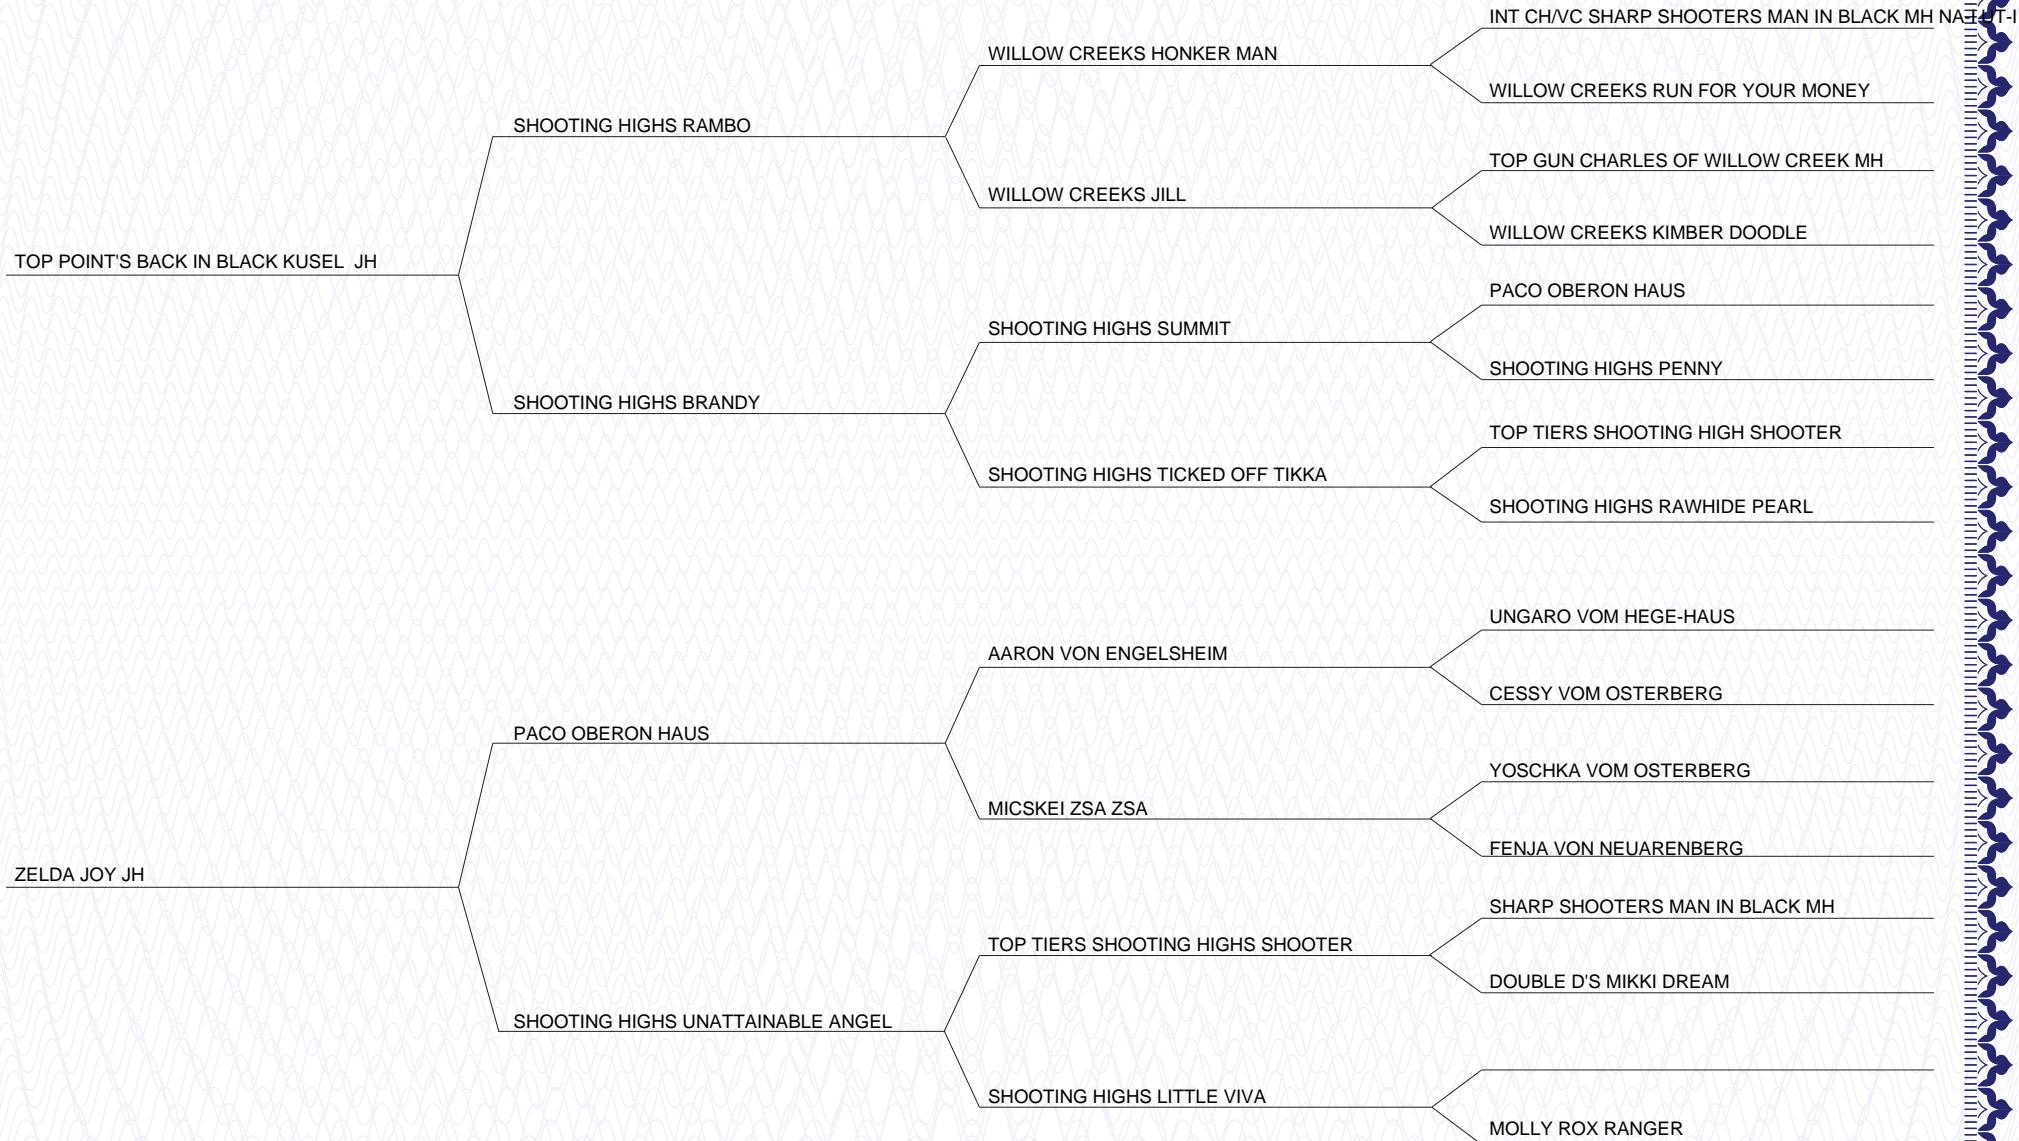 INT CH/VC SHARP SHOOTERS MAN IN BLACK MH NA I UT-I
WILLOW CREEKS HONKER MAN
WILLOW CREEKS RUN FOR YOUR MONEY
SHOOTING HIGHS RAMBO
TOP GUN CHARLES OF WILLOW CREEK MH
WILLOW CREEKS JILL
WILLOW CREEKS KIMBER DOODLE
TOP POINT'S BACK IN BLACK KUSEL JH
PACO OBERON HAUS
SHOOTING HIGHS SUMMIT
SHOOTING HIGHS PENNY
SHOOTING HIGHS BRANDY
TOP TIERS SHOOTING HIGH SHOOTER
SHOOTING HIGHS TICKED OFF TIKKA
SHOOTING HIGHS RAWHIDE PEARL
UNGARO VOM HEGE-HAUS
AARON VON ENGELSHEIM
CESSY VOM OSTERBERG
PACO OBERON HAUS
YOSCHKA VOM OSTERBERG
MICSKEI ZSA ZSA
FENJA VON NEUARENBERG
ZELDA JOY JH
SHARP SHOOTERS MAN IN BLACK MH
TOP TIERS SHOOTING HIGHS SHOOTER
DOUBLE D'S MIKKI DREAM
SHOOTING HIGHS UNATTAINABLE ANGEL
SHOOTING HIGHS LITTLE VIVA
MOLLY ROX RANGER